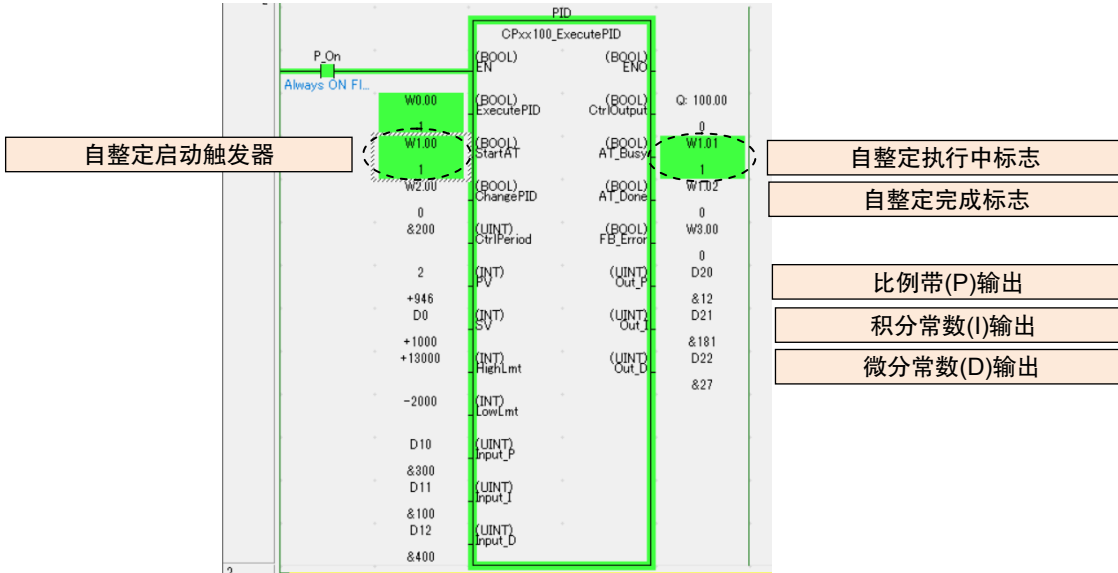 PID
CPxx100_ExecutePID
P_On
(BOOL) EN
(BOOL) ENO
Always ON Fl...
W0.00
1
(BOOL) ExecutePID
(BOOL) CtrlOutput
Q: 100.00
0
自整定启动触发器
W1.00
1
(BOOL) StartAT
(BOOL) AT_Busy
W1.01
1
自整定执行中标志
W2.00
0
(BOOL) ChangePID
(BOOL) AT_Done
W1.02
0
自整定完成标志
&200
(UINT) CtrlPeriod
(BOOL) FB_Error
W3.00
0
2
+946
(INT) PV
(UINT) Out_P
D20
&12
比例带(P)输出
D0
+1000
(INT) SV
(UINT) Out_I
D21
&181
积分常数(I)输出
+13000
(INT) HighLmt
(UINT) Out_D
D22
&27
微分常数(D)输出
-2000
(INT) LowLmt
D10
&300
(UINT) Input_P
D11
&100
(UINT) Input_I
D12
&400
(UINT) Input_D